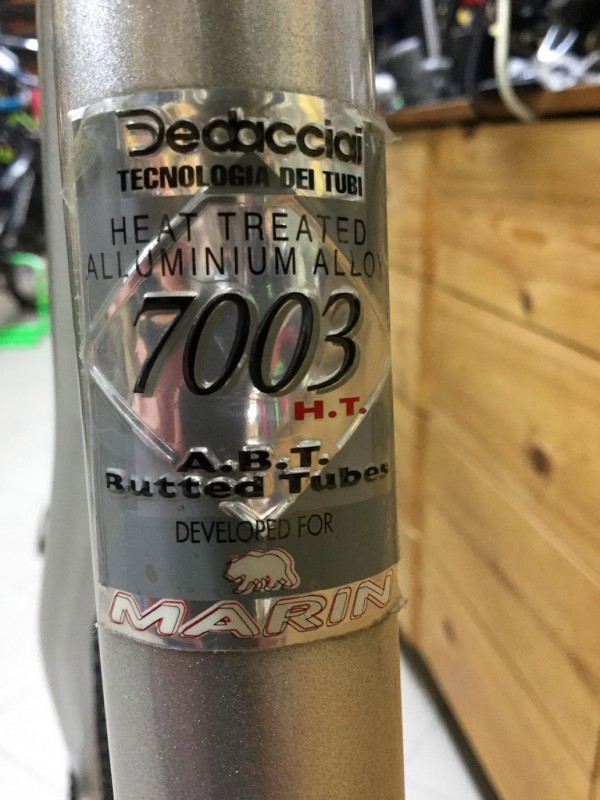 Dedacciai
TECNOLOGIA DEI TUBI
HEAT TREATED
ALLUMINIUM ALLOY
7003
H.T.
A.B.T.
Butted Tubes
DEVELOPED FOR
MARIN